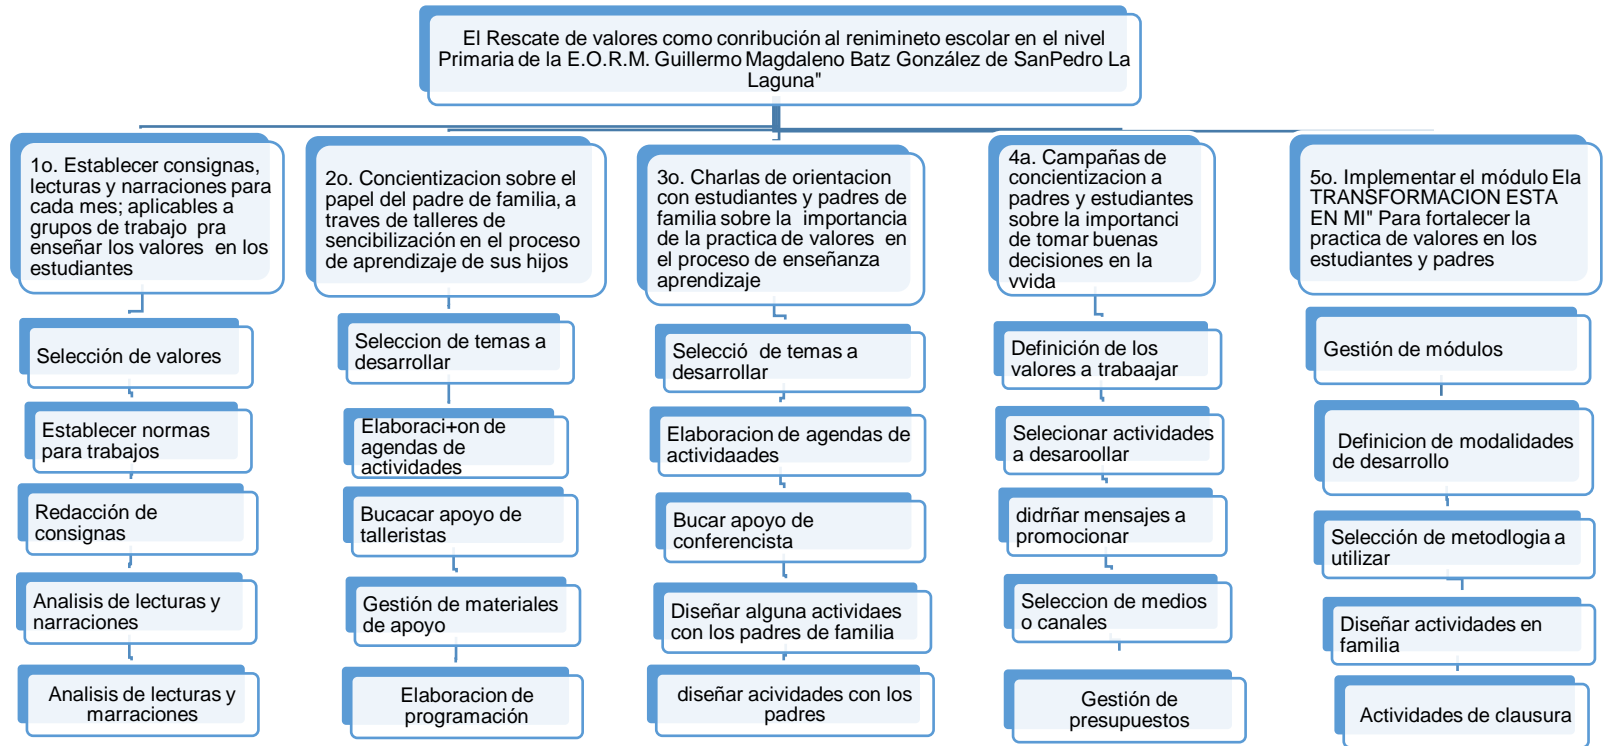 El Rescate de valores como conribución al renimineto escolar en el nivel
Primaria de la E.O.R.M. Guillermo Magdaleno Batz González de SanPedro La
Laguna"
1o. Establecer consignas,
lecturas y narraciones para
cada mes; aplicables a
grupos de trabajo pra
enseñar los valores en los
estudiantes
Selección de valores
Establecer normas
para trabajos
Redacción de
consignas
Analisis de lecturas y
narraciones
Analisis de lecturas y
marraciones
2o. Concientizacion sobre el
papel del padre de familia, a
traves de talleres de
sencibilización en el proceso
de aprendizaje de sus hijos
Seleccion de temas a
desarrollar
Elaboraci+on de
agendas de
actividades
Bucacar apoyo de
talleristas
Gestión de materiales
de apoyo
Elaboracion de
programación
3o. Charlas de orientacion
con estudiantes y padres de
familia sobre la importancia
de la practica de valores en
el proceso de enseñanza
aprendizaje
Selecció de temas a
desarrollar
Elaboracion de agendas de
actividaades
Bucar apoyo de
conferencista
Diseñar alguna actividaes
con los padres de familia
diseñar acividades con los
padres
4a. Campañas de
concientización a
padres y estudiantes
sobre la importanci
de tomar buenas
decisiones en la
vvida
Definición de los
valores a trabaajar
Selecionar actividades
a desaroollar
didrñar mensajes a
promocionar
Seleccion de medios
o canales
Gestión de
presupuestos
5o. Implementar el módulo Ela
TRANSFORMACION ESTA
EN MI" Para fortalecer la
practica de valores en los
estudiantes y padres
Gestión de módulos
Definicion de modalidades
de desarrollo
Selección de metodlogia a
utilizar
Diseñar actividades en
familia
Actividades de clausura